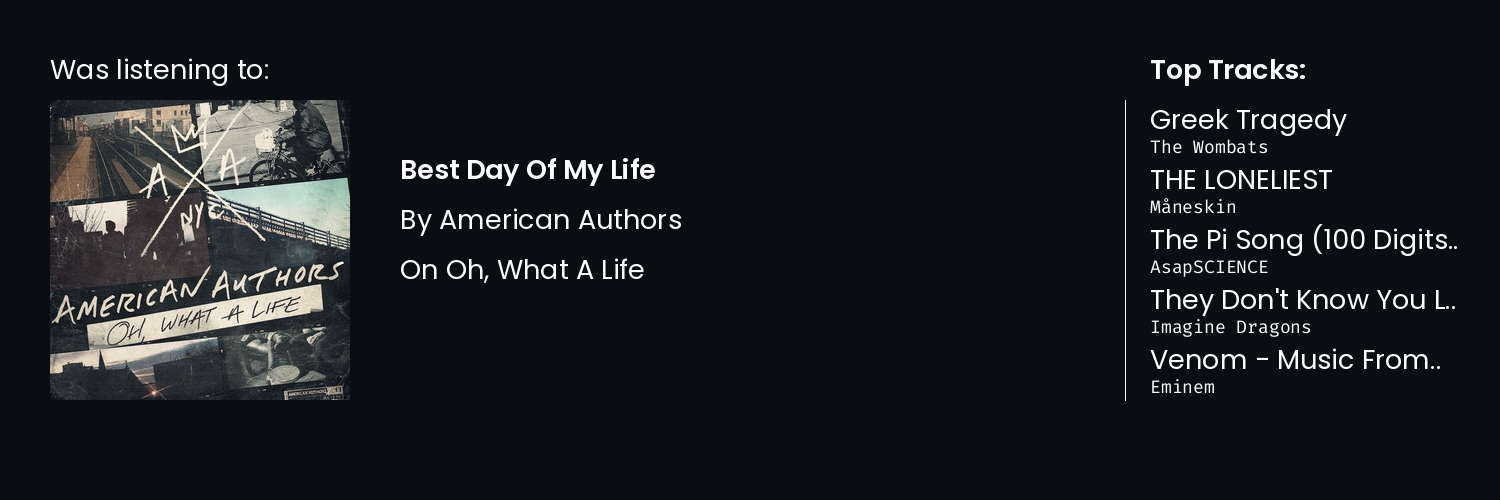 Was listening to:
A A
NYC
AMERICAN AUTHORS
OH, WHAT A LIFE
Best Day Of My Life
By American Authors
On Oh, What A Life
Top Tracks:
Greek Tragedy
The Wombats
THE LONELIEST
Måneskin
The Pi Song (100 Digits..
AsapSCIENCE
They Don't Know You L..
Imagine Dragons
Venom - Music From..
Eminem